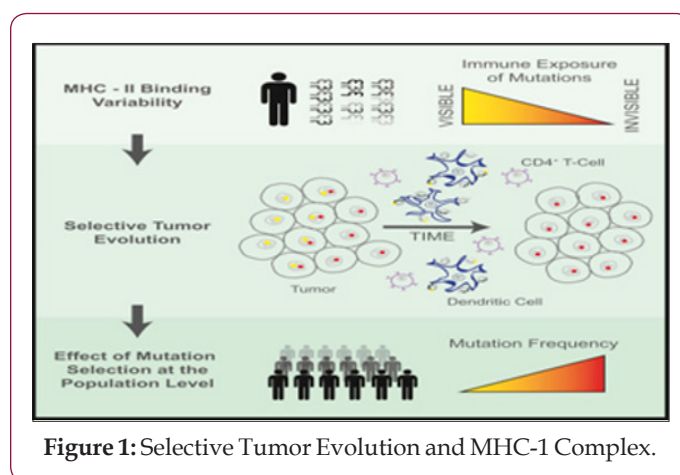 MHC - II Binding
Variability
Immune Exposure
of Mutations
VISIBLE
INVISIBLE
Selective Tumor
Evolution
CD4+ T-Cell
TIME
Tumor
Dendritic Cell
Effect of Mutation
Selection at the
Population Level
Mutation Frequency
Figure 1: Selective Tumor Evolution and MHC-1 Complex.